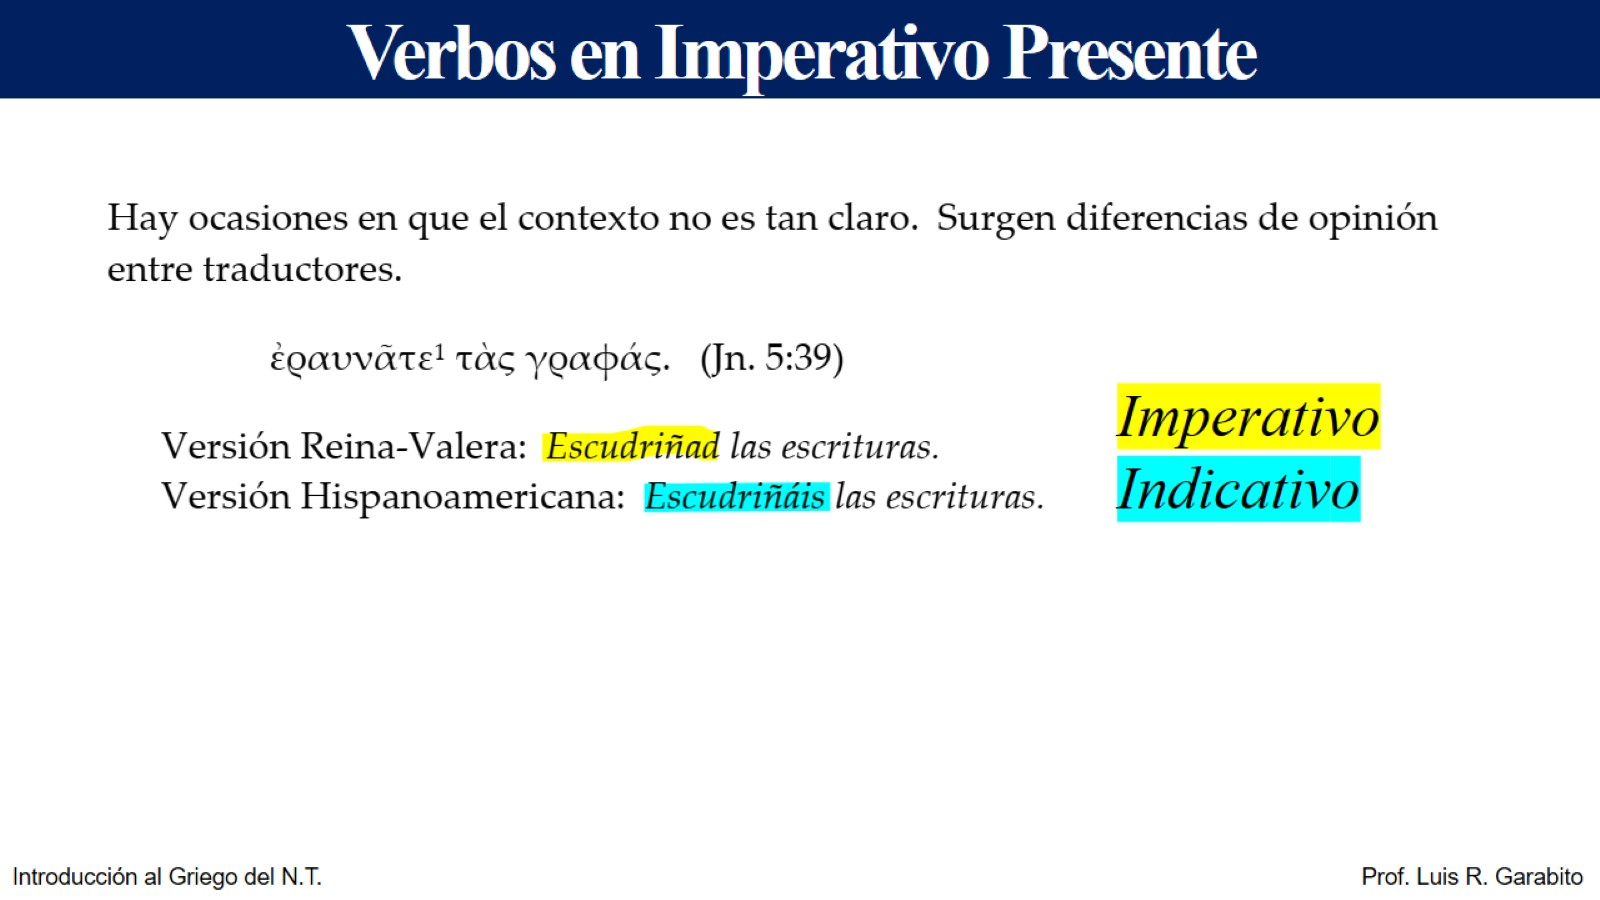 Verbos en Imperativo Presente
Hay ocasiones en que el contexto no es tan claro.  Surgen diferencias de opinión
entre traductores.
ἐραυνᾶτε¹ τὰς γραφάς.   (Jn. 5:39)
Versión Reina-Valera:  Escudriñad las escrituras.
Versión Hispanoamericana:  Escudriñáis las escrituras.
Imperativo
Indicativo
Introducción al Griego del N.T.
Prof. Luis R. Garabito